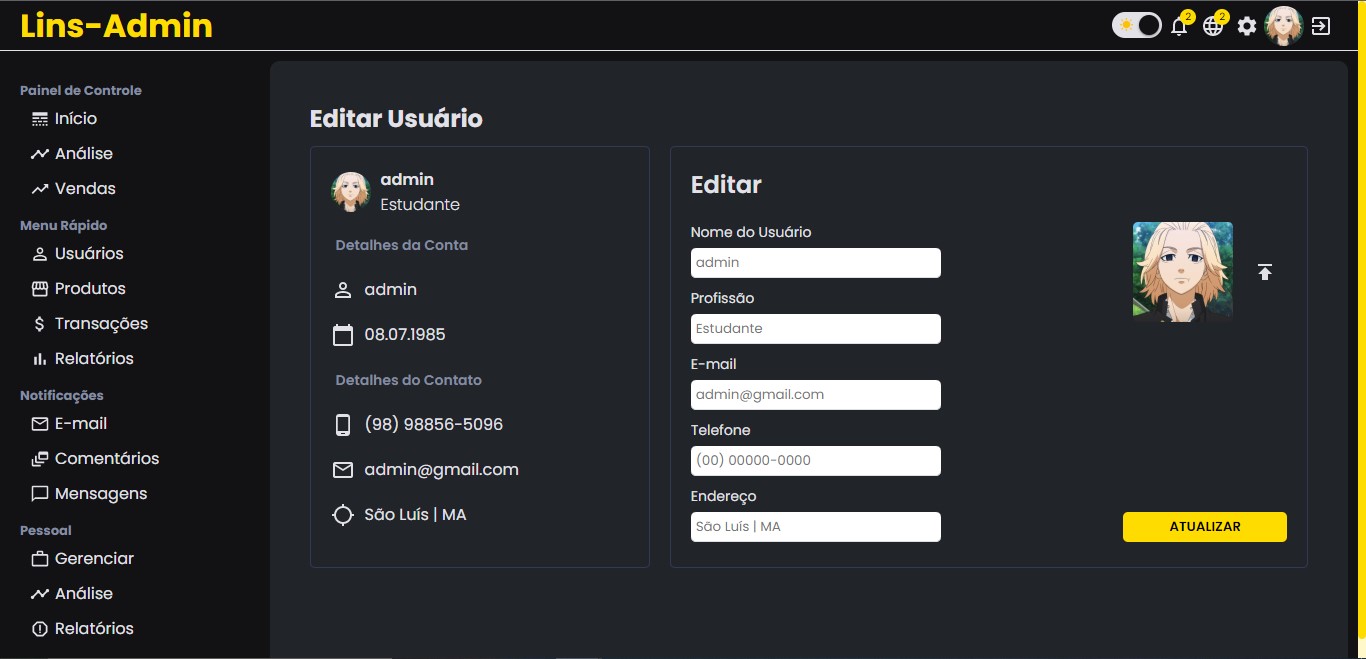 Lins-Admin
2
2
Painel de Controle
Início
Análise
Vendas
Menu Rápido
Usuários
Produtos
Transações
Relatórios
Notificações
E-mail
Comentários
Mensagens
Pessoal
Gerenciar
Análise
Relatórios
Editar Usuário
admin
Estudante
Detalhes da Conta
admin
08.07.1985
Detalhes do Contato
(98) 98856-5096
admin@gmail.com
São Luís | MA
Editar
Nome do Usuário
admin
Profissão
Estudante
E-mail
admin@gmail.com
Telefone
(00) 00000-0000
Endereço
São Luís | MA
ATUALIZAR